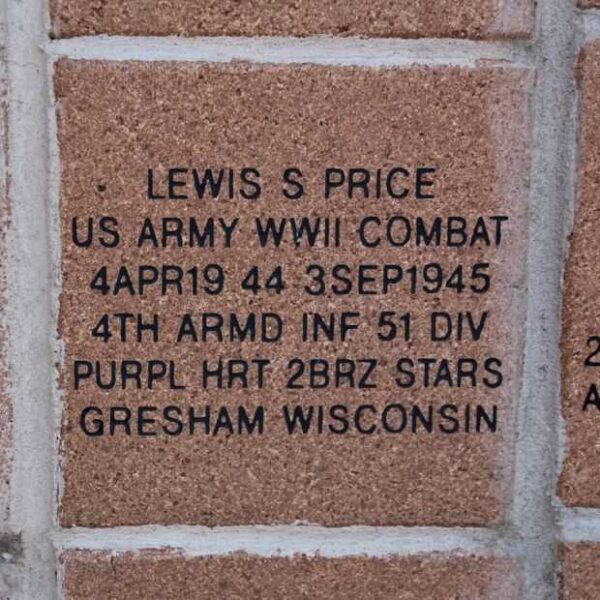 LEWIS S PRICE
US ARMY WWII COMBAT
4APR19 44 3SEP1945
4TH ARMD INF 51 DIV
PURPL HRT 2BRZ STARS
GRESHAM WISCONSIN
2
A